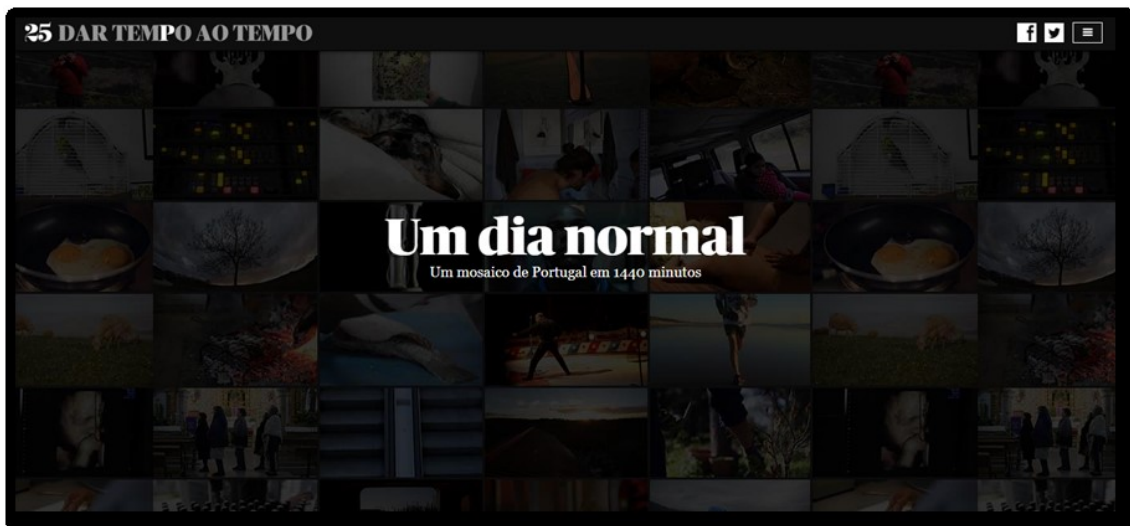 25 DAR TEMPO AO TEMPO
Um dia normal
Um mosaico de Portugal em 1440 minutos